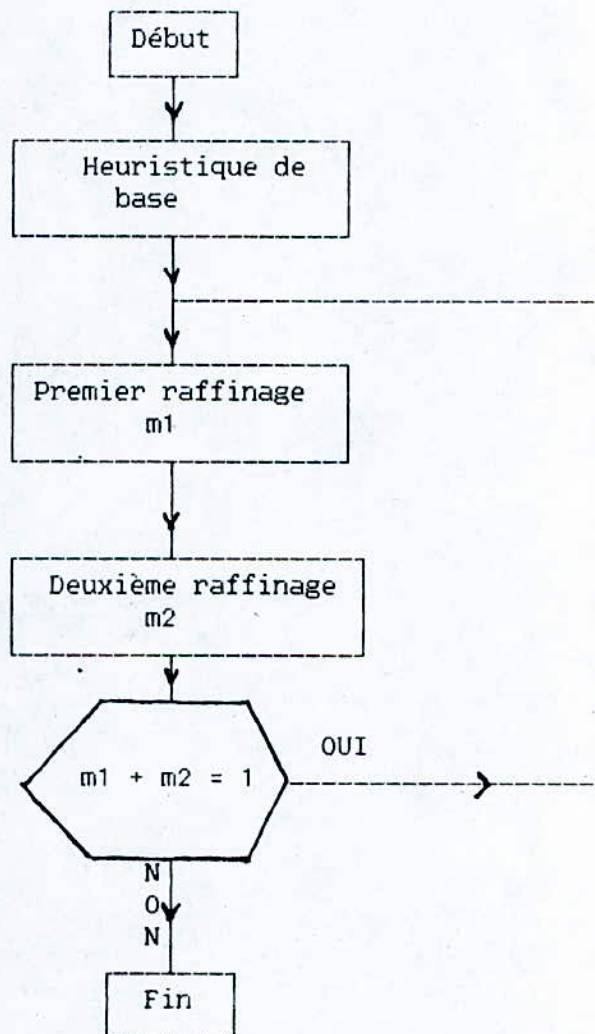 Début
Heuristique de
base
Premier raffinage
m1
Deuxième raffinage
m2
OUI
m1 + m2 = 1
N
O
N
Fin